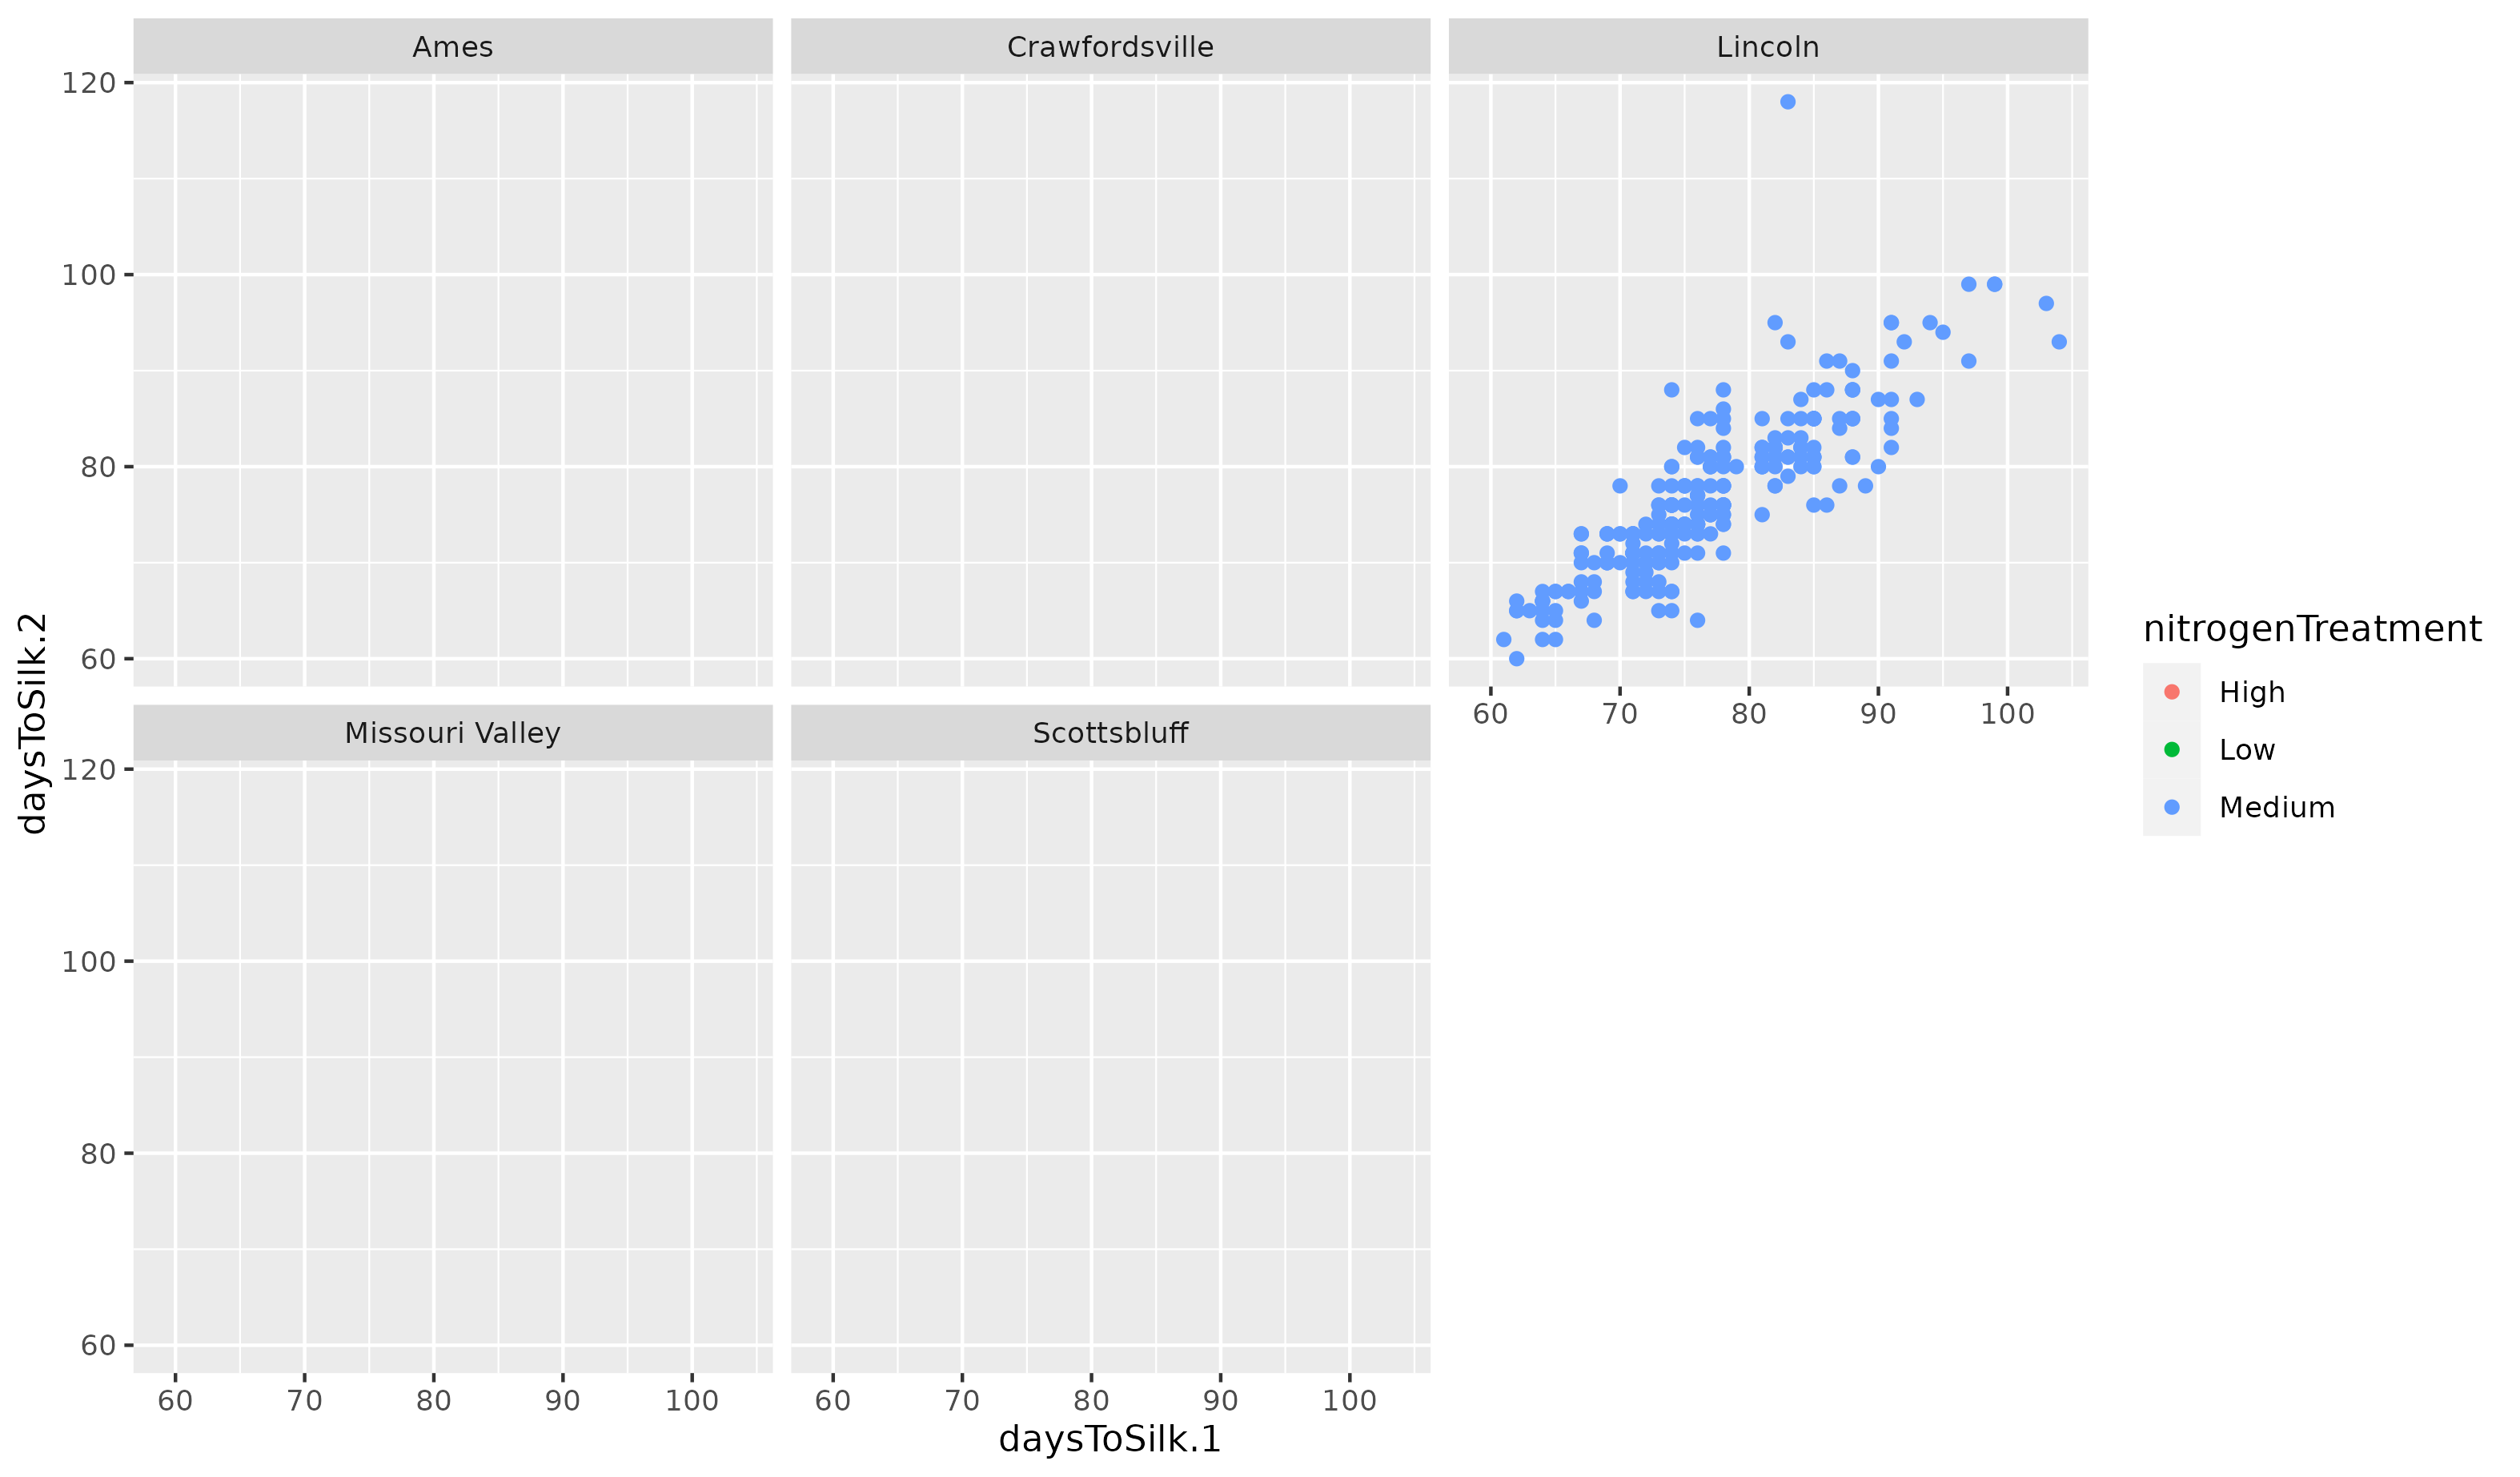 Ames
Crawfordsville
Lincoln
120
100
80
60
60 70 80 90 100
Missouri Valley
Scottsbluff
120
100
80
60
60 70 80 90 100
60 70 80 90 100
daysToSilk.1
daysToSilk.2
nitrogenTreatment
High
Low
Medium